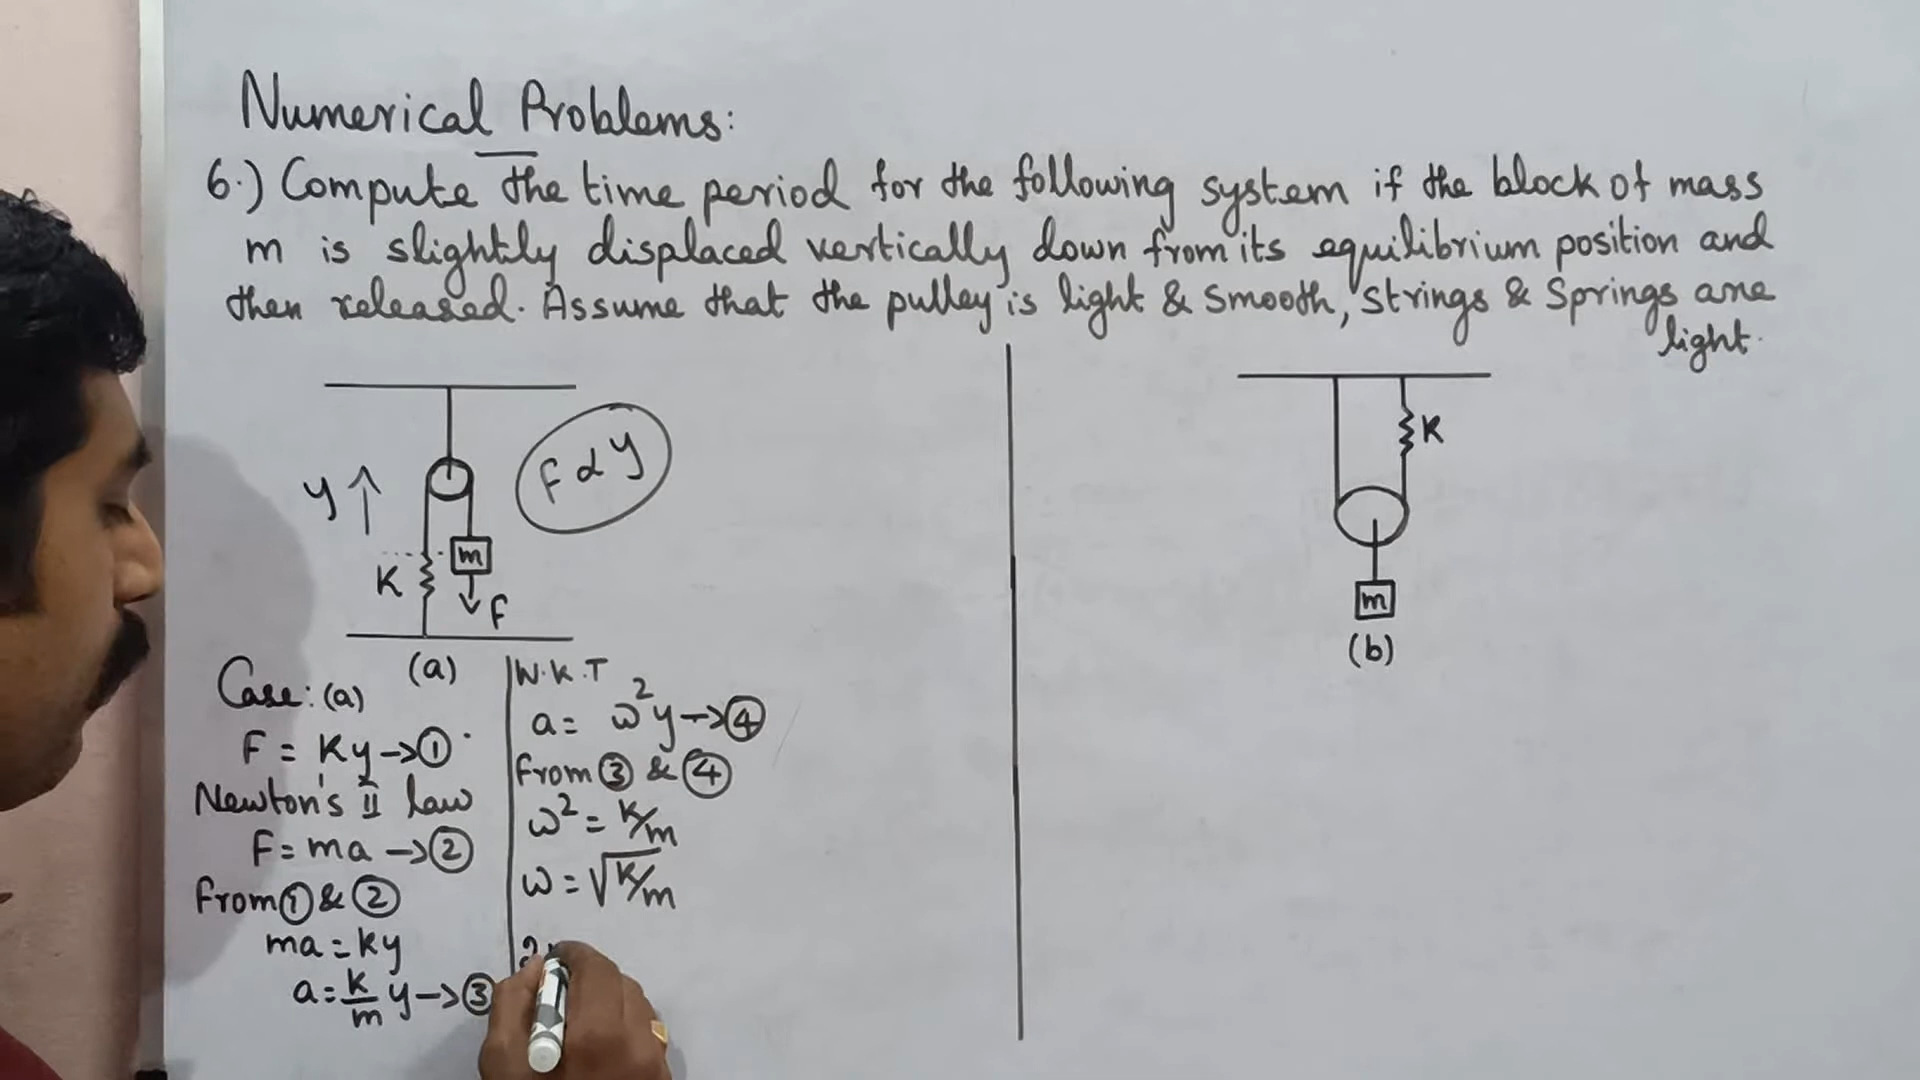 Numerical Problems:
6.) Compute the time period for the following system if the block of mass
m is slightly displaced vertically down from its equilibrium position and
then released. Assume that the pulley is light & smooth, strings & Springs are
light.
F α y
y
K
m
F
(a)
K
m
(b)
Case: (a)
F = Ky → ①
Newton's II law
F = ma → ②
From ① & ②
ma = ky
a = k/m y → ③
W.K.T
a = ω² y → ④
from ③ & ④
ω² = k/m
ω = √k/m